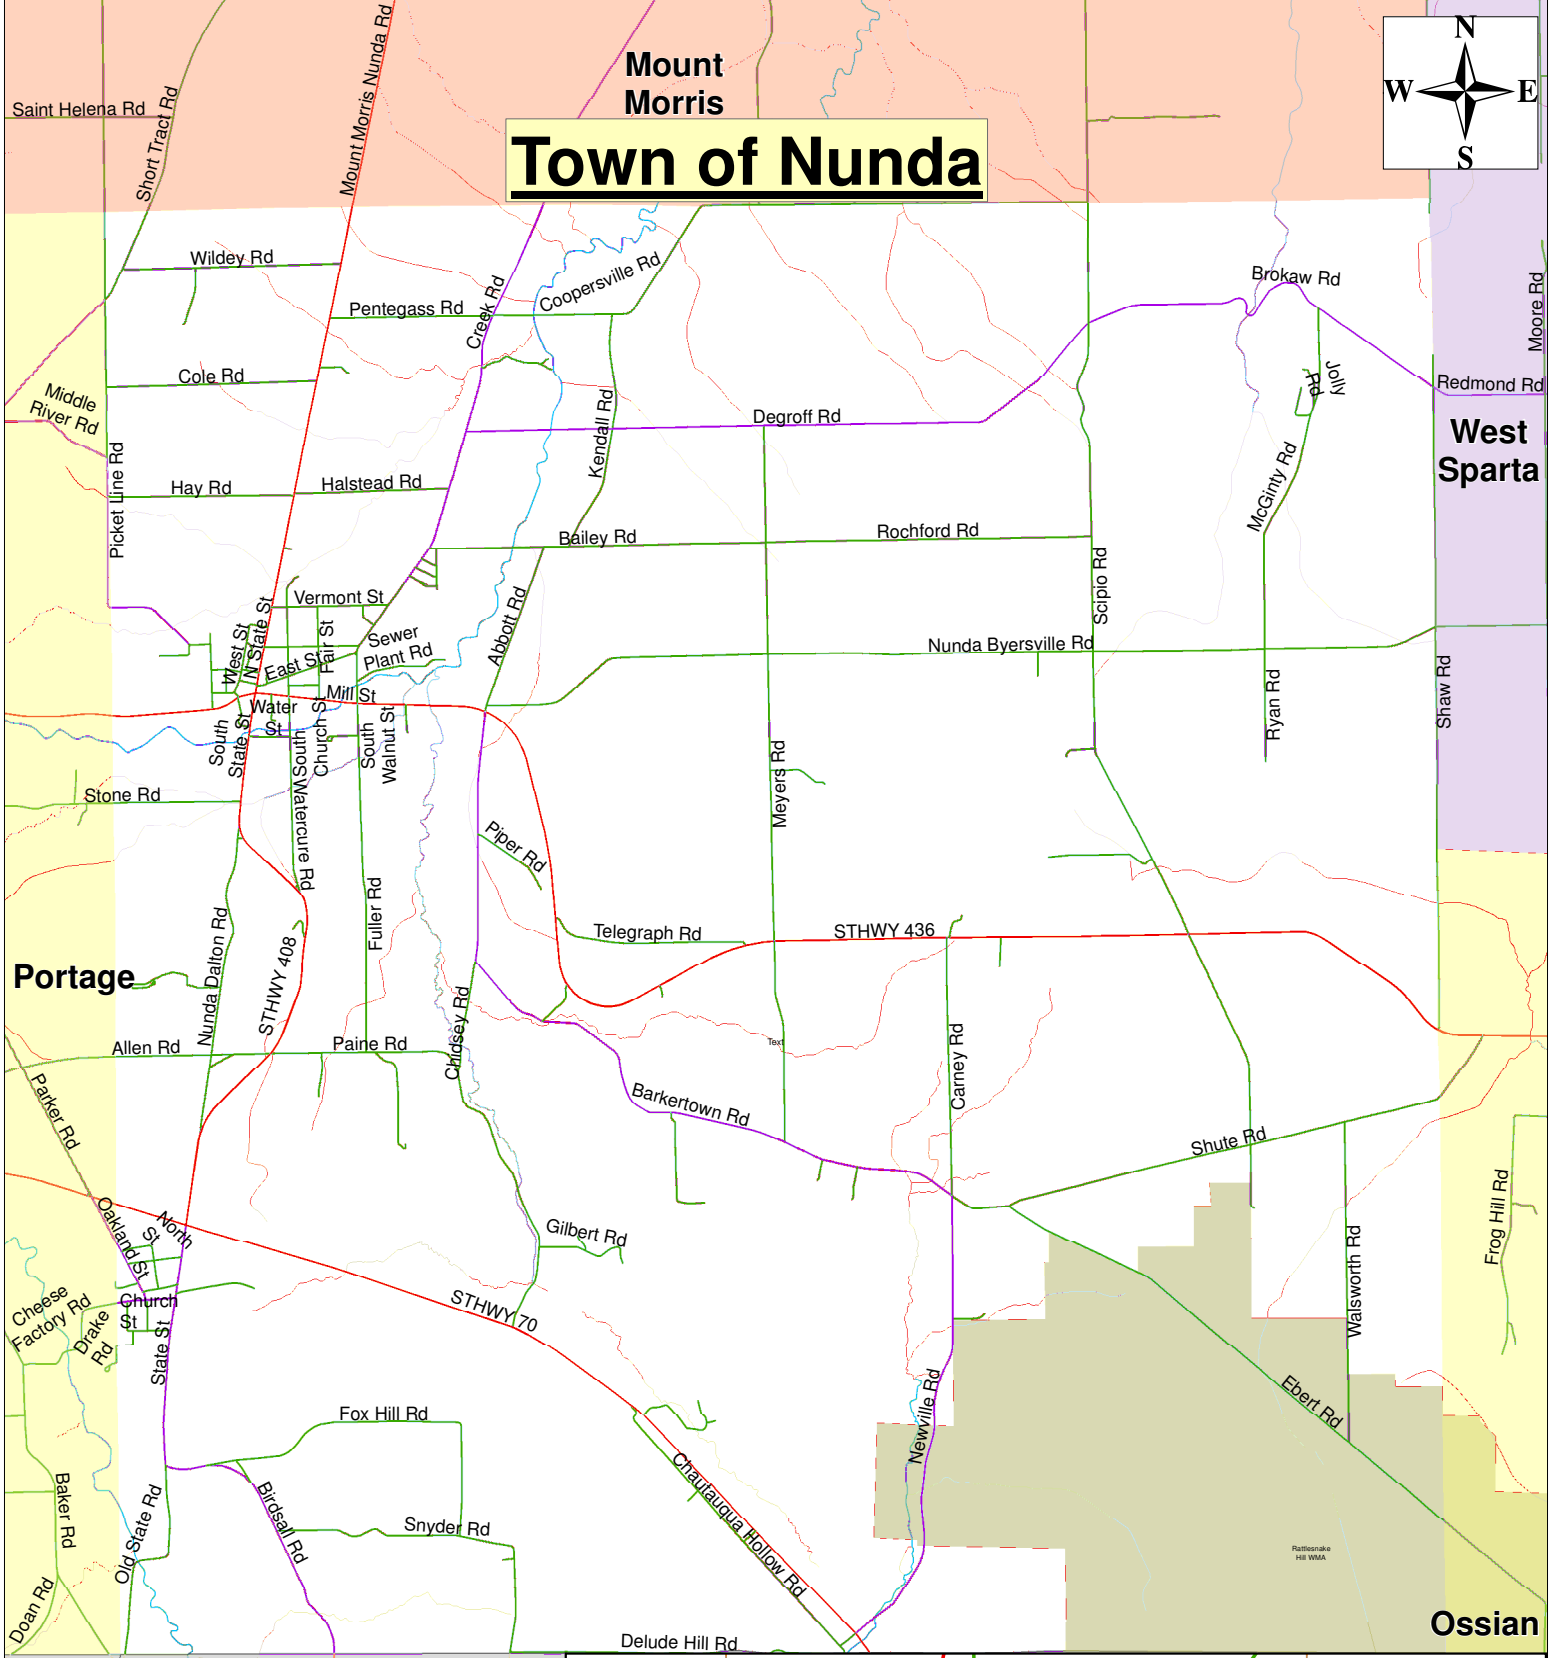 N
W E
S
Mount
Morris
Town of Nunda
Saint Helena Rd
Short Tract Rd
Mount Morris Nunda Rd
Wildey Rd
Pentegass Rd
Creek Rd
Coopersville Rd
Brokaw Rd
Moore Rd
Cole Rd
Middle
River Rd
Jolly
Rd
Redmond Rd
Kendall Rd
Degroff Rd
West
Sparta
Picket Line Rd
Hay Rd
Halstead Rd
McGinty Rd
Bailey Rd
Rochford Rd
Scipio Rd
Vermont St
Abbott Rd
West St
N State St
East St
Fair St
Sewer
Plant Rd
Nunda Byersville Rd
Mill St
Water
St
South
State St
Church St
South
Walnut St
Ryan Rd
Shaw Rd
Stone Rd
South
Watercure Rd
Meyers Rd
Piper Rd
Fuller Rd
Telegraph Rd
STHWY 436
Portage
Nunda Dalton Rd
STHWY 408
Chidsey Rd
Text
Allen Rd
Paine Rd
Carney Rd
Parker Rd
Barkertown Rd
Shute Rd
Frog Hill Rd
Oakland St
North
St
Gilbert Rd
Walsworth Rd
Cheese
Factory Rd
Church
St
Drake
Rd
State St
STHWY 70
Newville Rd
Ebert Rd
Fox Hill Rd
Baker Rd
Old State Rd
Birdsall Rd
Snyder Rd
Chautauqua Hollow Rd
Rattlesnake
Hill WMA
Doan Rd
Delude Hill Rd
Ossian